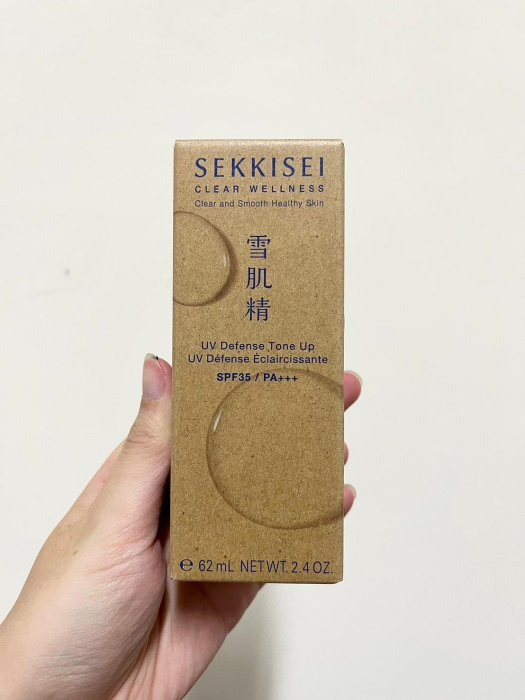 SEKKISEI
CLEAR WELLNESS
Clear and Smooth Healthy Skin
雪
肌
精
UV Defense Tone Up
UV Défense Éclaircissante
SPF35 / PA+++
℮ 62 mL NET WT. 2.4 OZ.